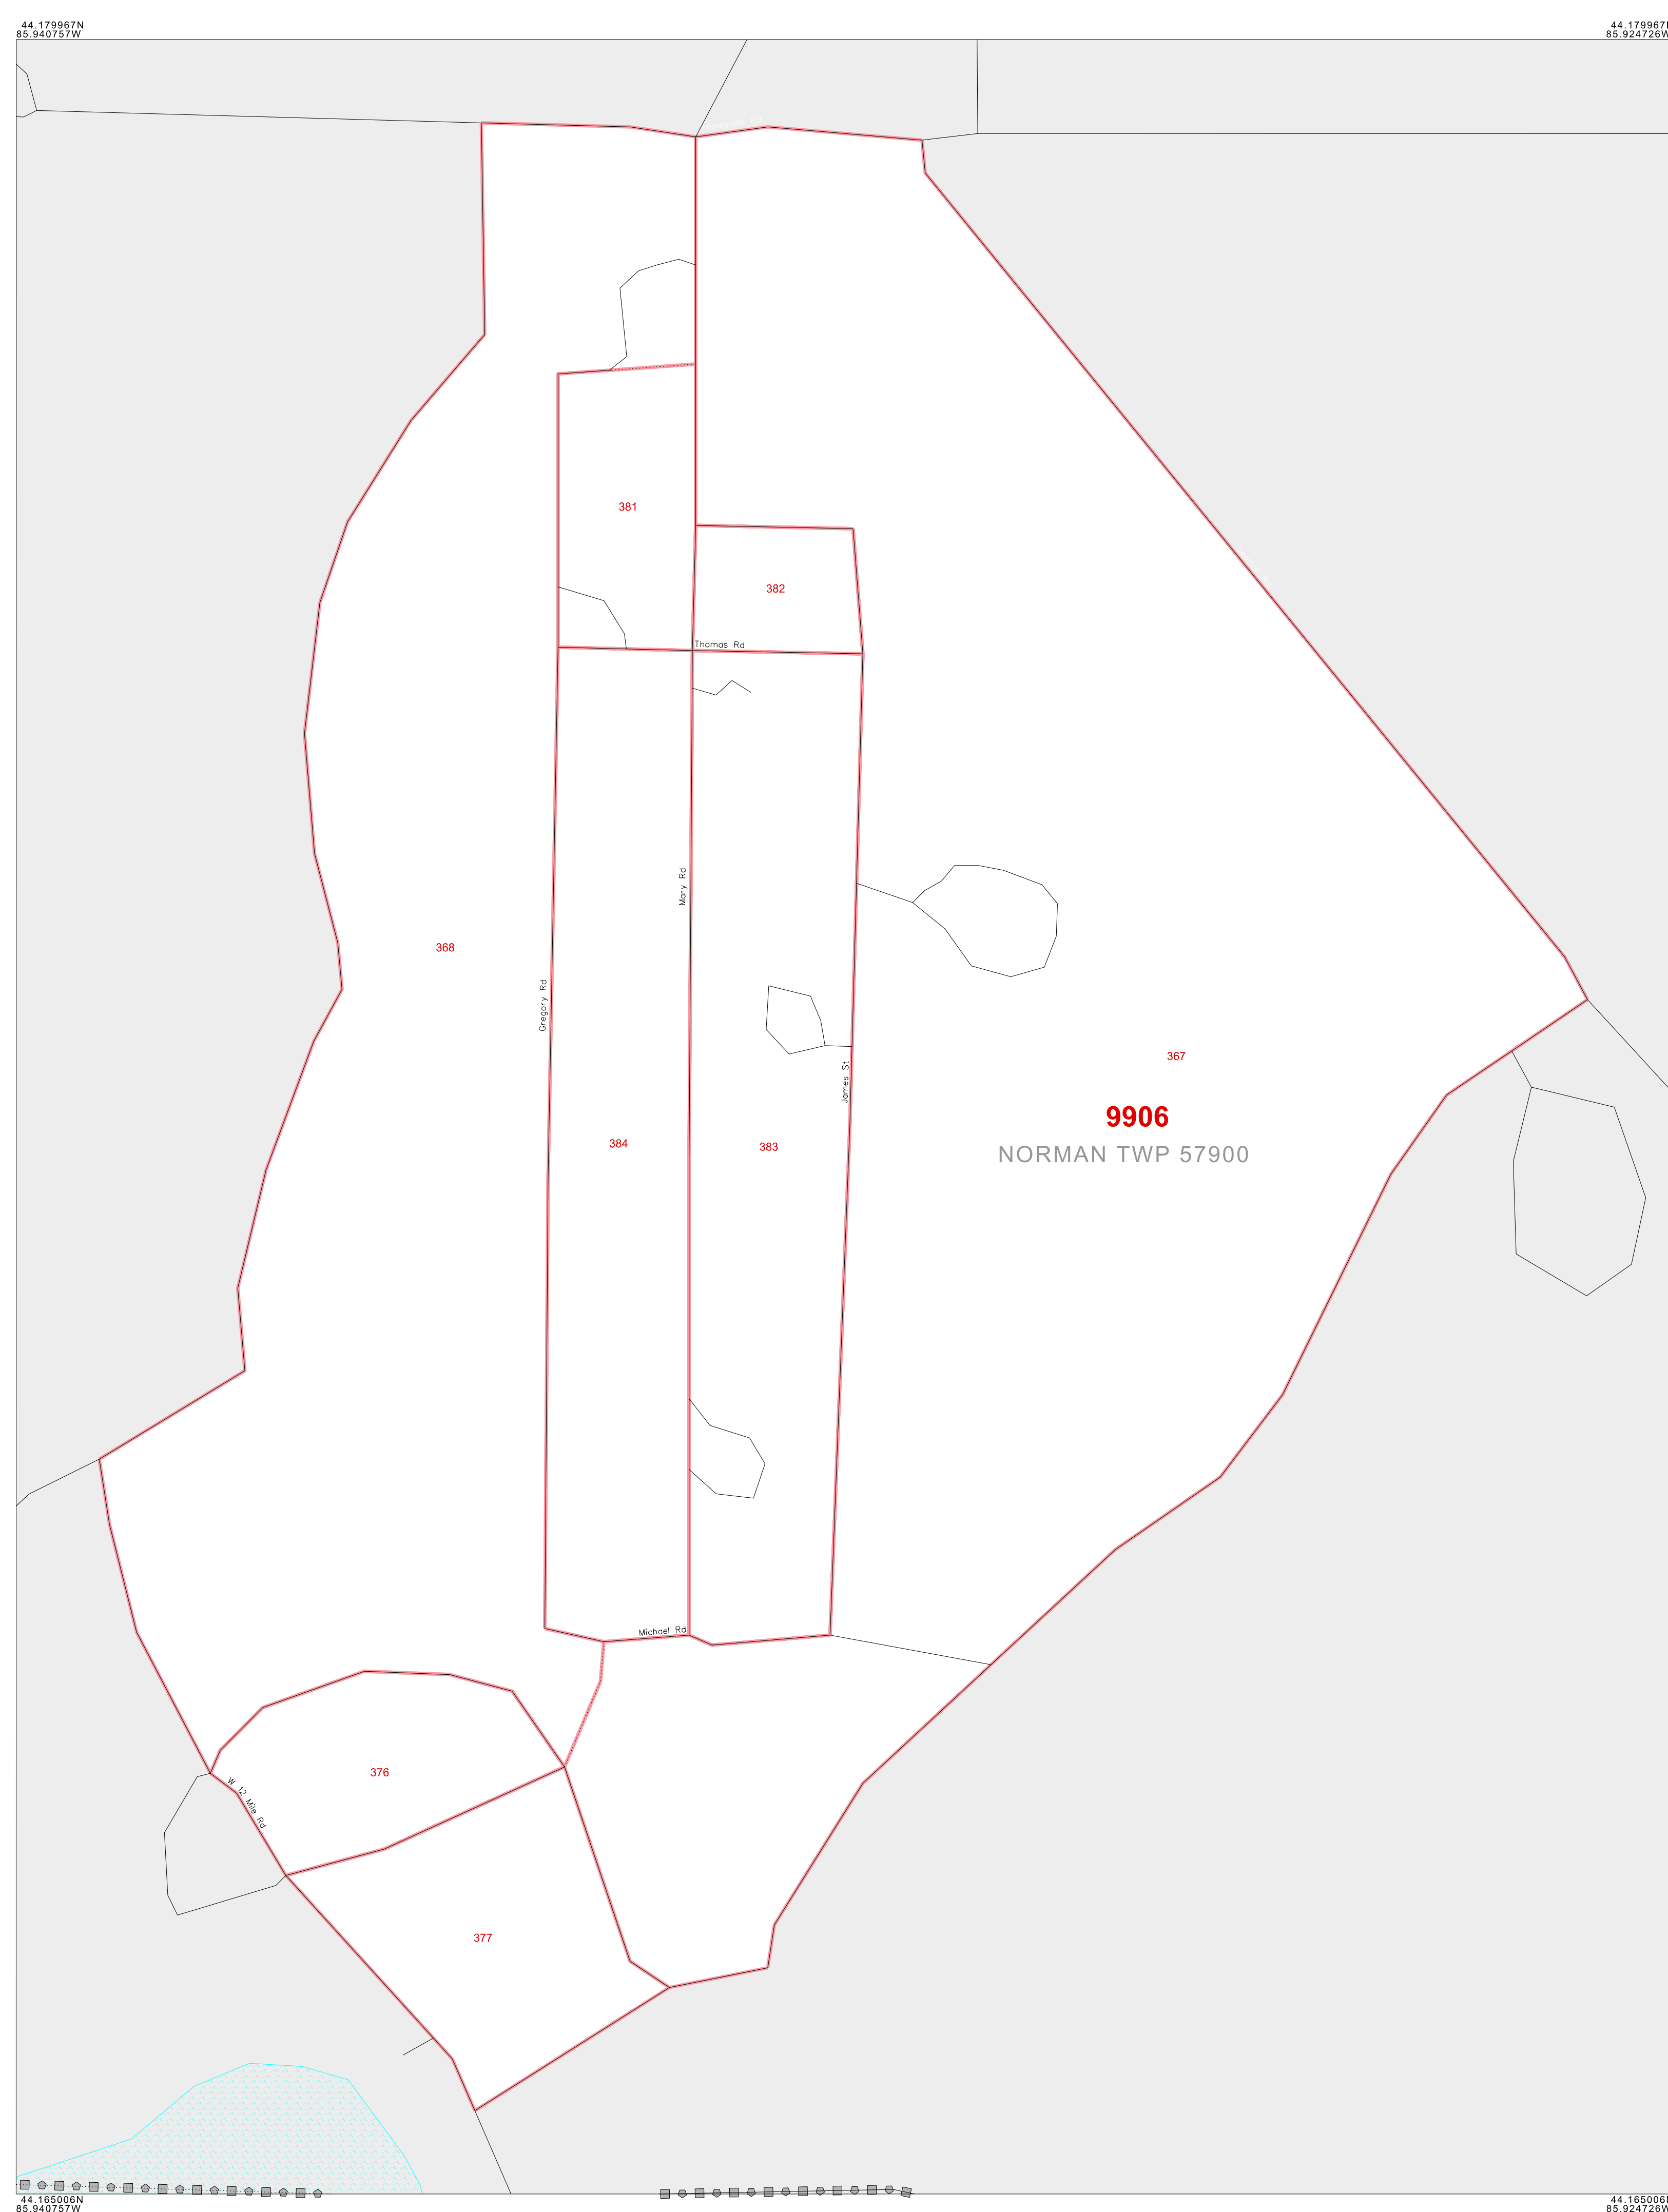 44.179967N
85.940757W
44.179967N
85.924726W
381
382
Thomas Rd
Mary Rd
368
Gregory Rd
367
James St
9906
384
383
NORMAN TWP 57900
Michael Rd
376
W 12 Mile Rd
377
44.165006N
85.940757W
44.165006N
85.924726W